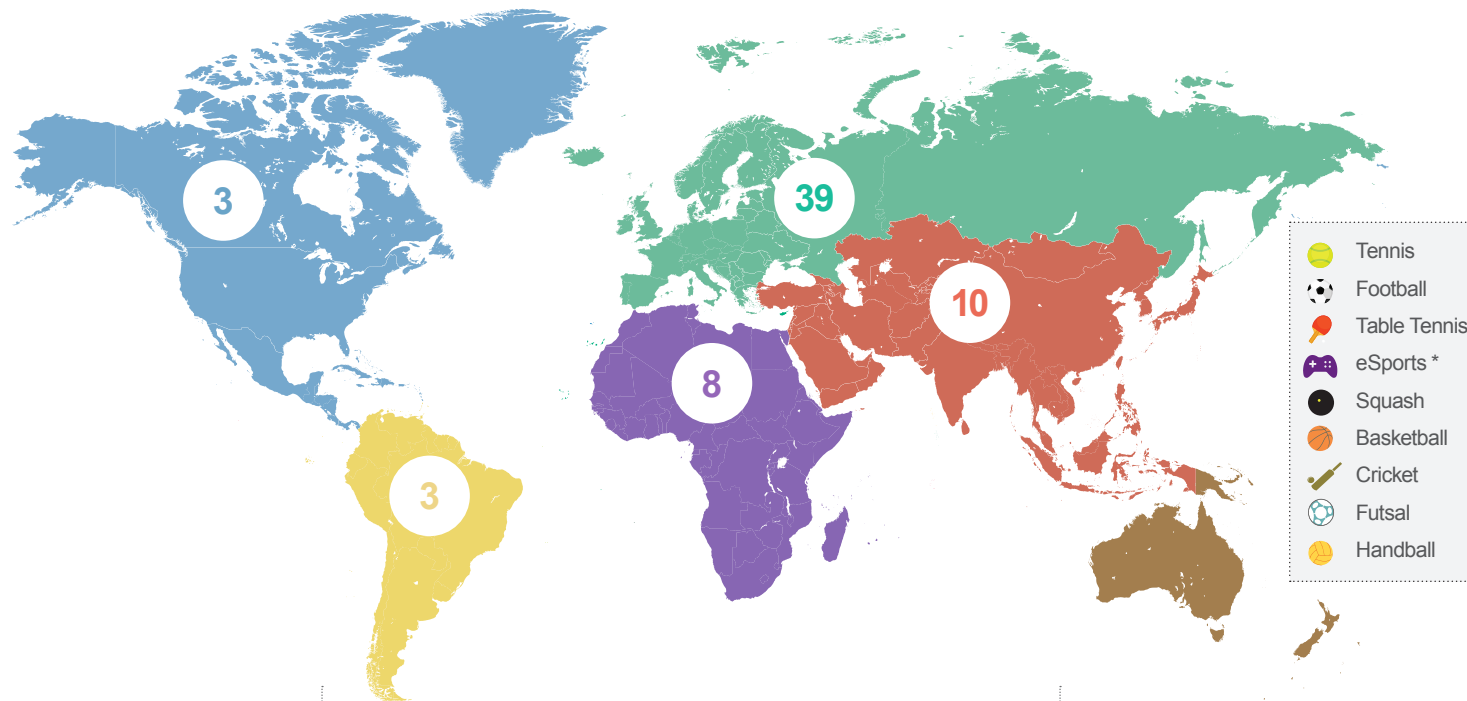 3
39
10
8
3
Tennis
Football
Table Tennis
eSports *
Squash
Basketball
Cricket
Futsal
Handball